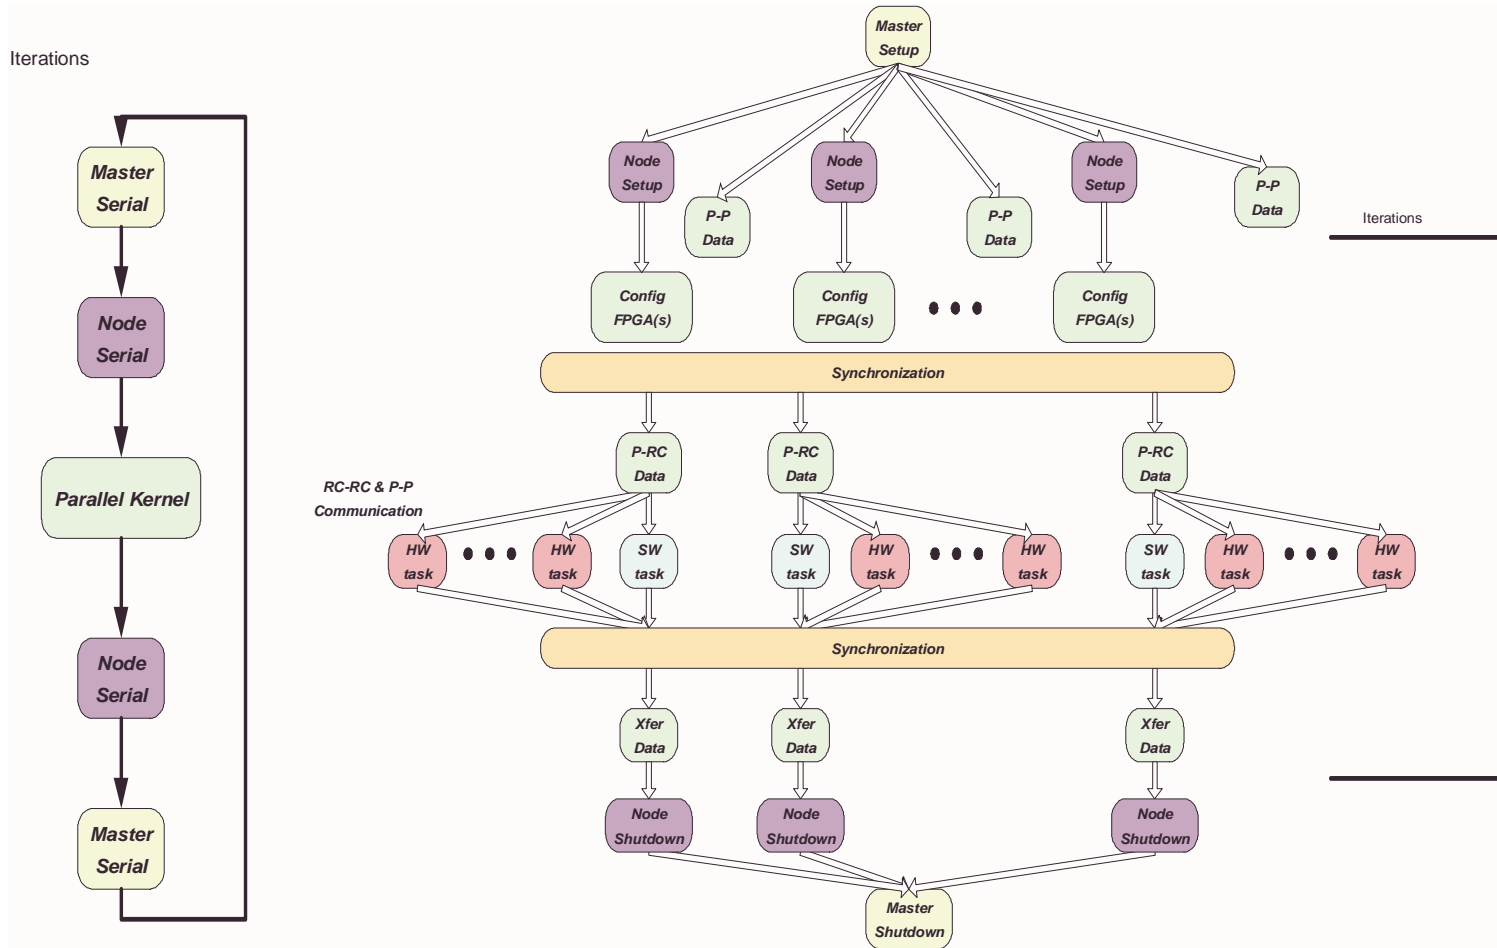 Iterations
Master
Serial
Node
Serial
Parallel Kernel
Node
Serial
Master
Serial
Master
Setup
Node
Setup
P-P
Data
Node
Setup
P-P
Data
Node
Setup
P-P
Data
Iterations
Config
FPGA(s)
Config
FPGA(s)
Config
FPGA(s)
Synchronization
P-RC
Data
P-RC
Data
P-RC
Data
RC-RC & P-P
Communication
HW
task
HW
task
SW
task
SW
task
HW
task
HW
task
SW
task
HW
task
HW
task
Synchronization
Xfer
Data
Xfer
Data
Xfer
Data
Node
Shutdown
Node
Shutdown
Node
Shutdown
Master
Shutdown